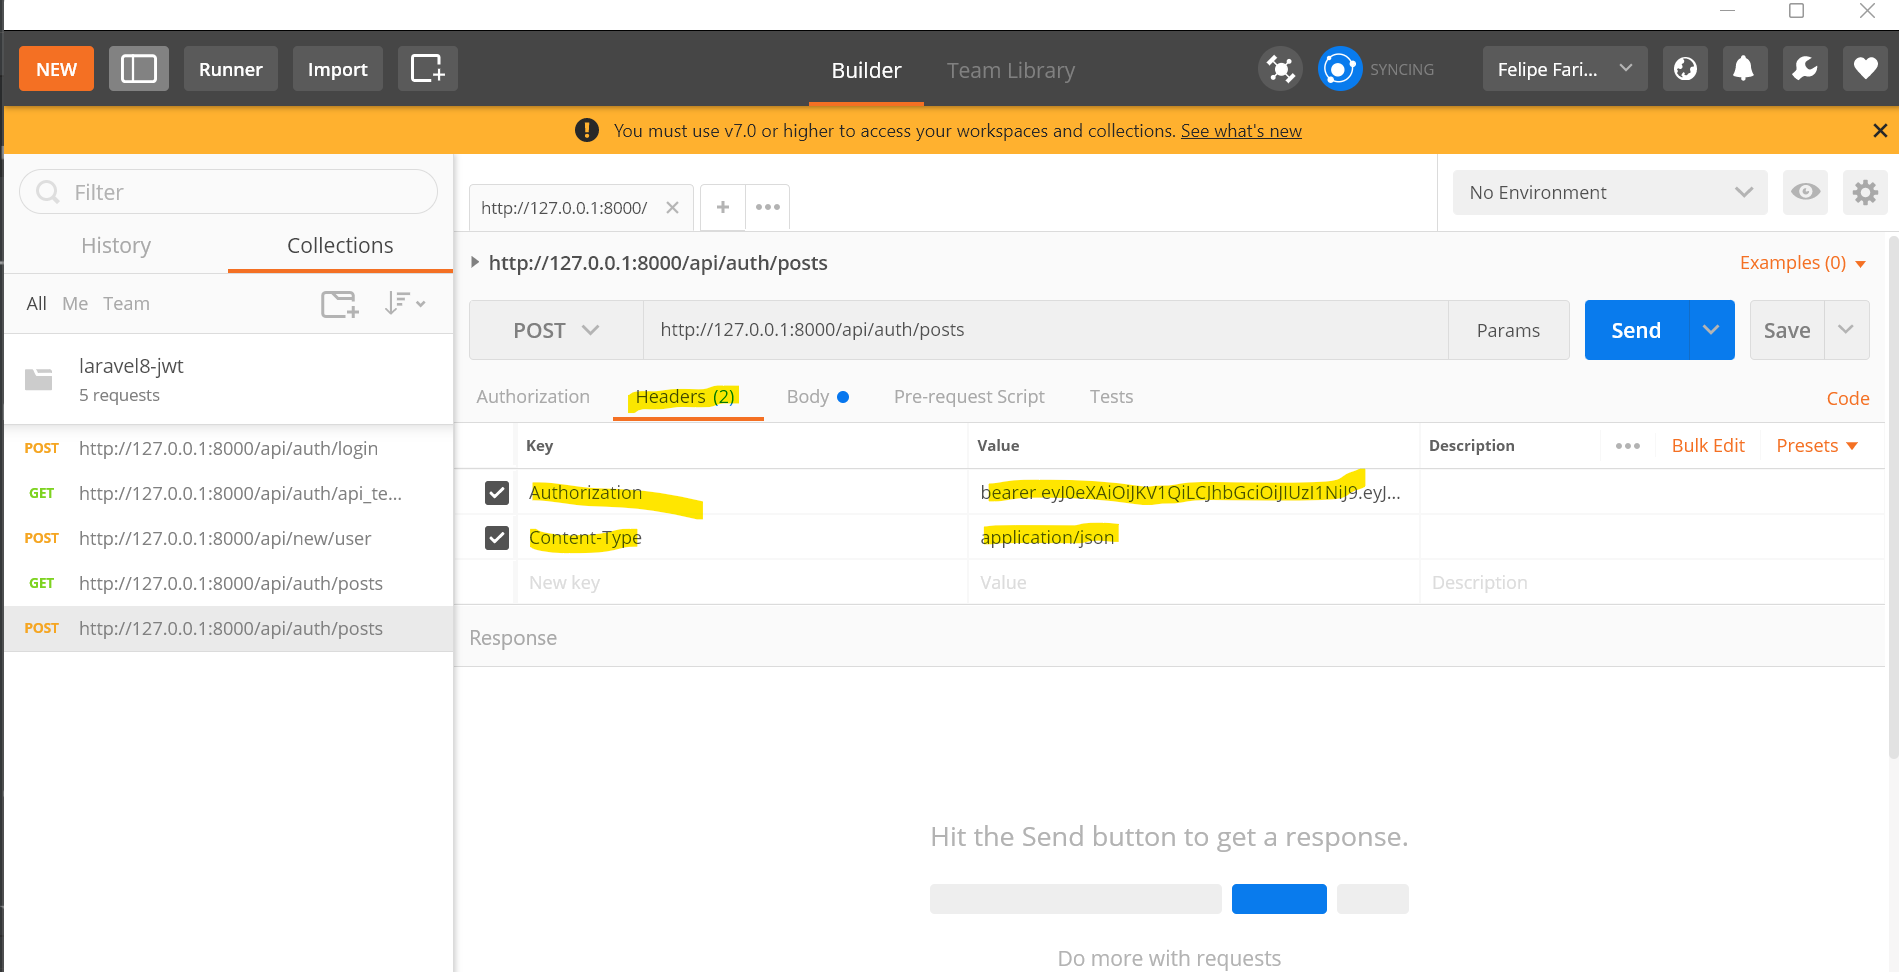 NEW Runner Import Builder Team Library SYNCING Felipe Fari...
You must use v7.0 or higher to access your workspaces and collections. See what's new
Filter
History Collections
All Me Team
laravel8-jwt
5 requests
POST http://127.0.0.1:8000/api/auth/login
GET http://127.0.0.1:8000/api/auth/api_te...
POST http://127.0.0.1:8000/api/new/user
GET http://127.0.0.1:8000/api/auth/posts
POST http://127.0.0.1:8000/api/auth/posts
http://127.0.0.1:8000/
No Environment
http://127.0.0.1:8000/api/auth/posts Examples (0)
POST http://127.0.0.1:8000/api/auth/posts Params Send Save
Authorization Headers (2) Body Pre-request Script Tests Code
Key Value Description Bulk Edit Presets
Authorization bearer eyJ0eXAiOiJKV1QiLCJhbGciOiJIUzI1NiJ9.eyJ...
Content-Type application/json
New key Value Description
Response
Hit the Send button to get a response.
Do more with requests